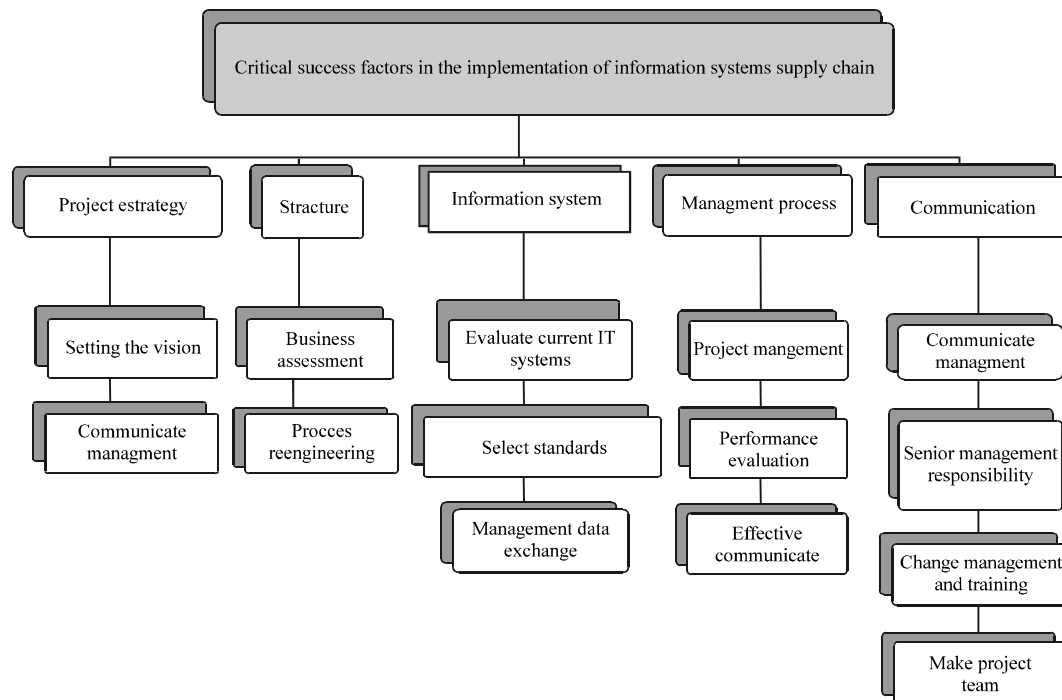 Critical success factors in the implementation of information systems supply chain
Project estrategy
Stracture
Information system
Managment process
Communication
Setting the vision
Communicate
managment
Business
assessment
Procces
reengineering
Evaluate current IT
systems
Select standards
Management data
exchange
Project mangement
Performance
evaluation
Effective
communicate
Communicate
managment
Senior management
responsibility
Change management
and training
Make project
team